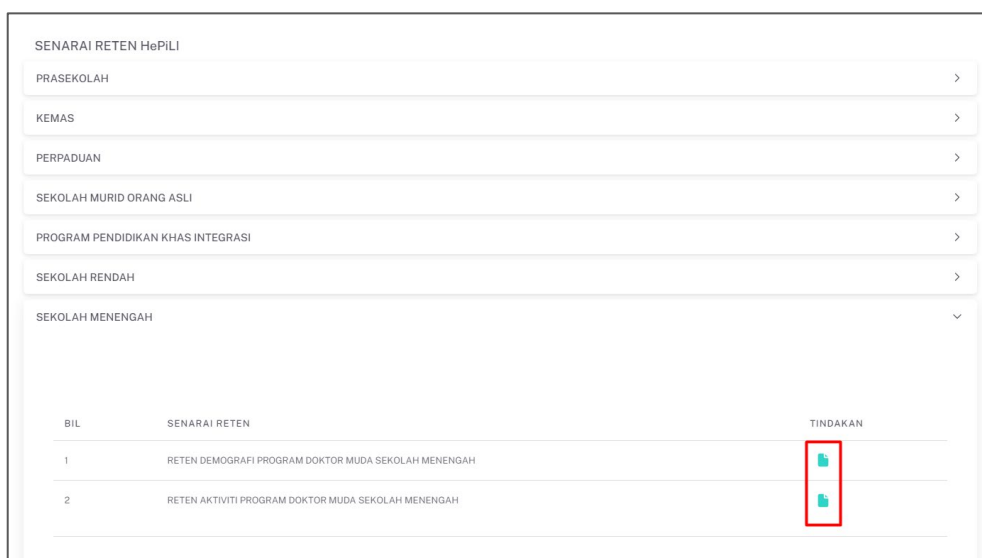 SENARAI RETEN HePiLI
PRASEKOLAH
KEMAS
PERPADUAN
SEKOLAH MURID ORANG ASLI
PROGRAM PENDIDIKAN KHAS INTEGRASI
SEKOLAH RENDAH
SEKOLAH MENENGAH
BIL SENARAI RETEN TINDAKAN
1 RETEN DEMOGRAFI PROGRAM DOKTOR MUDA SEKOLAH MENENGAH
2 RETEN AKTIVITI PROGRAM DOKTOR MUDA SEKOLAH MENENGAH